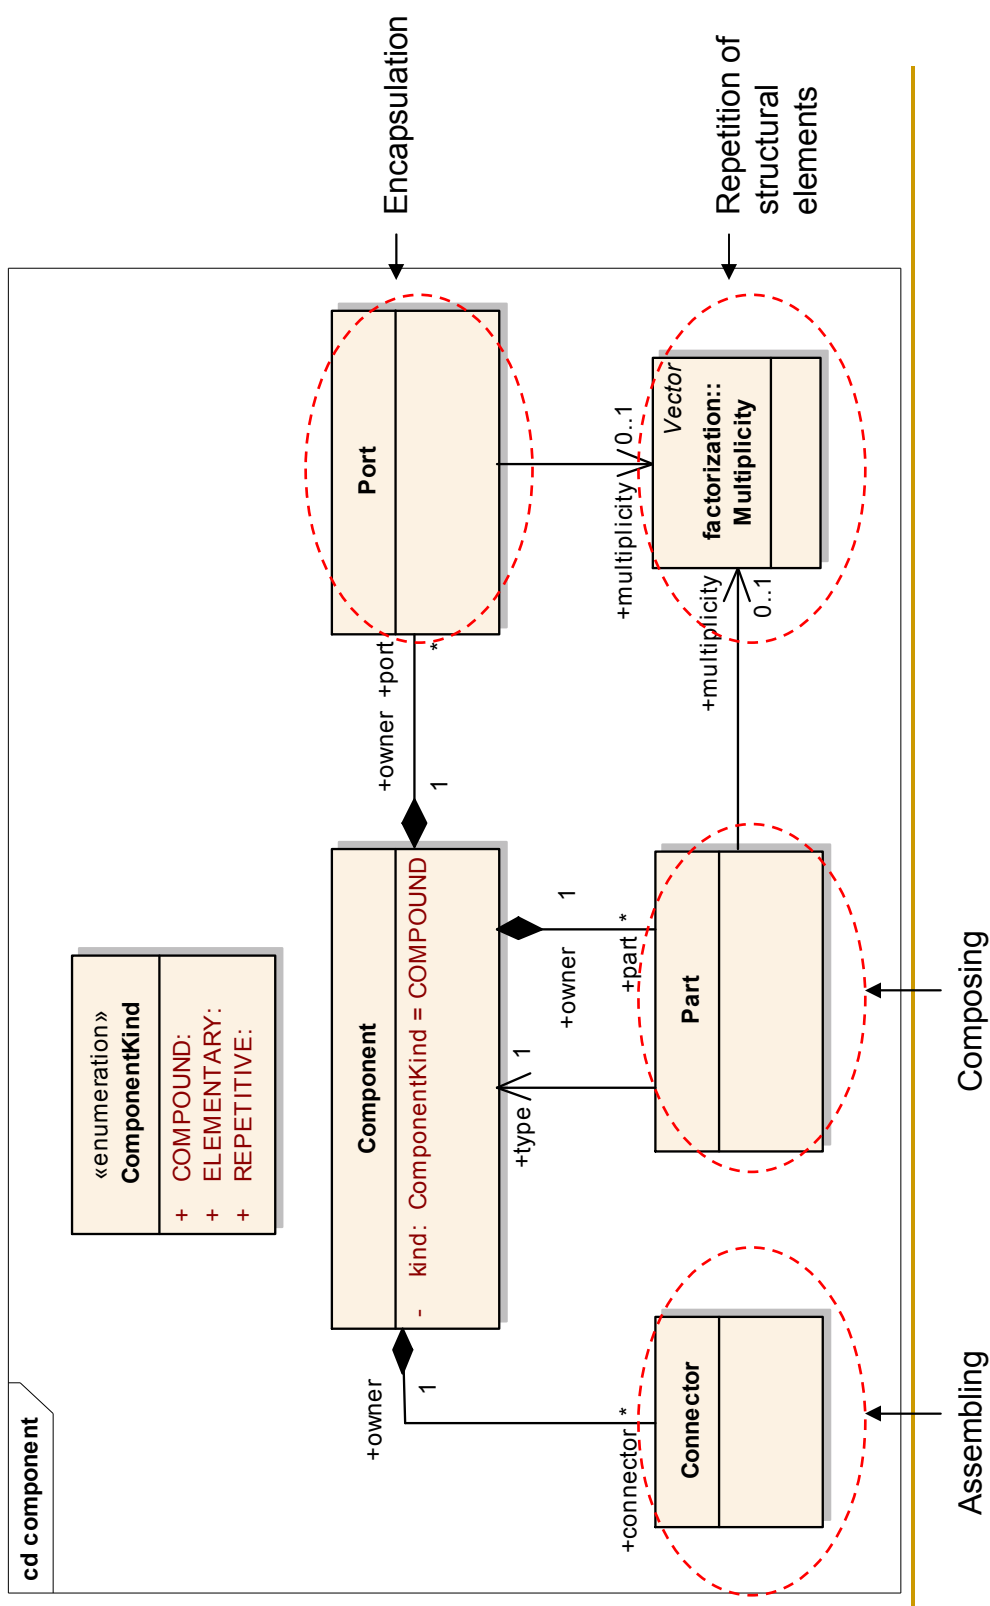 cd component
«enumeration»
ComponentKind
+ COMPOUND:
+ ELEMENTARY:
+ REPETITIVE:
Component
- kind: ComponentKind = COMPOUND
+owner
1
+owner
1
+port
*
Port
Encapsulation
+type
1
+owner
1
+connector
*
+part
*
+multiplicity
0..1
+multiplicity
0..1
Connector
Part
Vector
factorization::
Multiplicity
Repetition of
structural
elements
Assembling
Composing